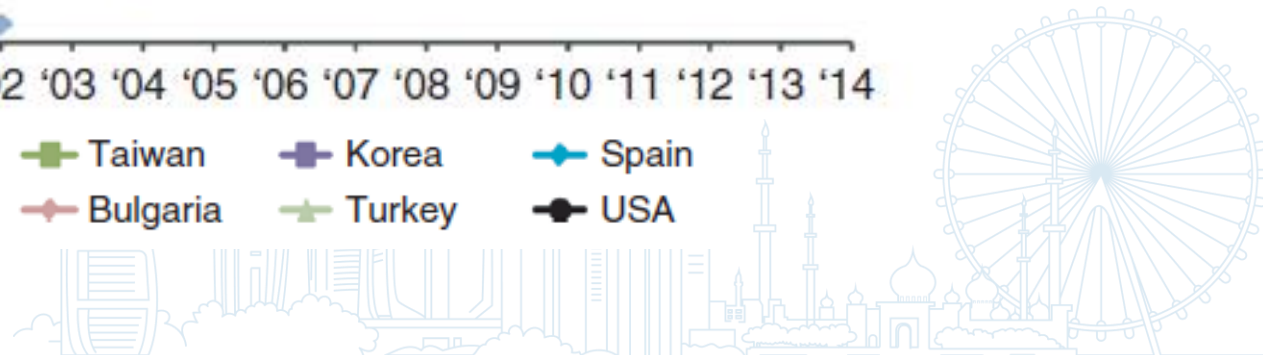 2 ‘03 ‘04 ‘05 ‘06 ‘07 ‘08 ‘09 ‘10 ‘11 ‘12 ‘13 ‘14
Taiwan Korea Spain
Bulgaria Turkey USA